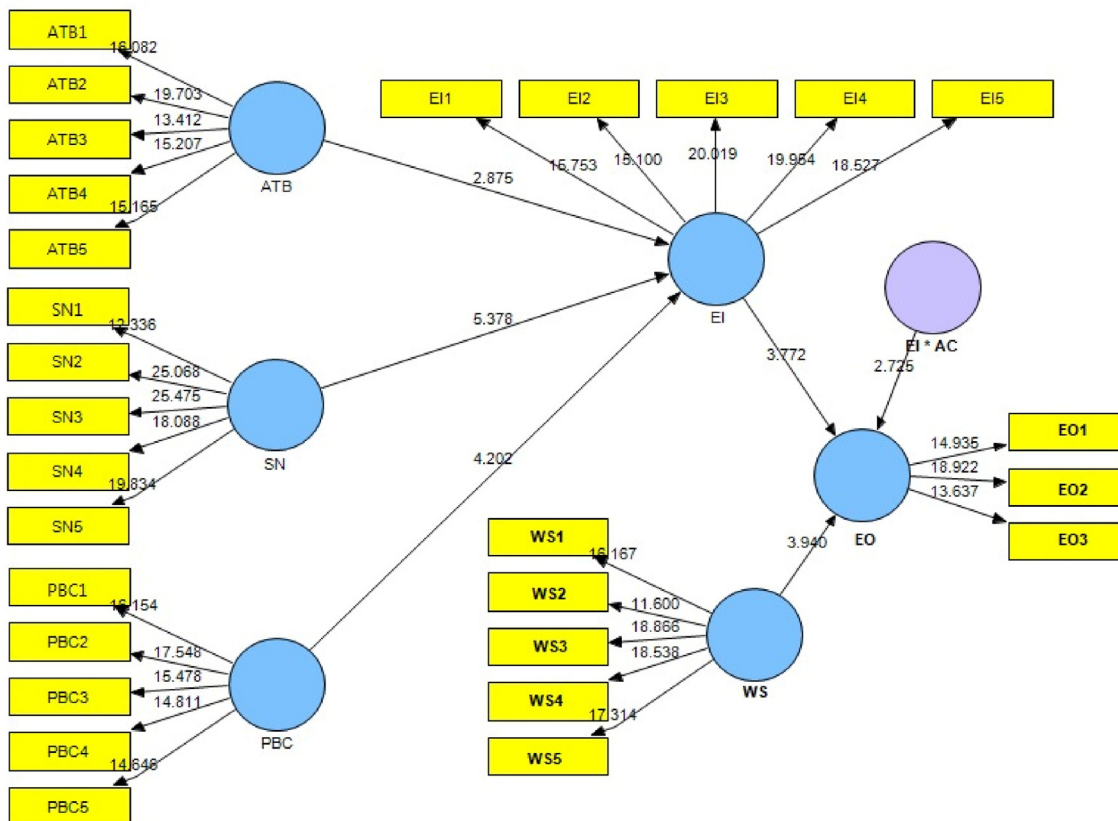 ATB1
16.082
ATB2
19.703
ATB3
13.412
ATB4
15.207
ATB5
15.165
ATB
2.875
EI1
EI2
EI3
EI4
EI5
15.753
15.100
20.019
19.954
18.527
EI
SN1
12.336
SN2
25.068
SN3
25.475
SN4
18.088
SN5
19.834
SN
5.378
EI * AC
2.725
3.772
4.202
EO1
14.935
EO2
18.922
EO3
13.637
EO
3.940
PBC1
16.154
PBC2
17.548
PBC3
15.478
PBC4
14.811
PBC5
14.646
PBC
WS1
16.167
WS2
11.600
WS3
18.866
WS4
18.538
WS5
17.314
WS